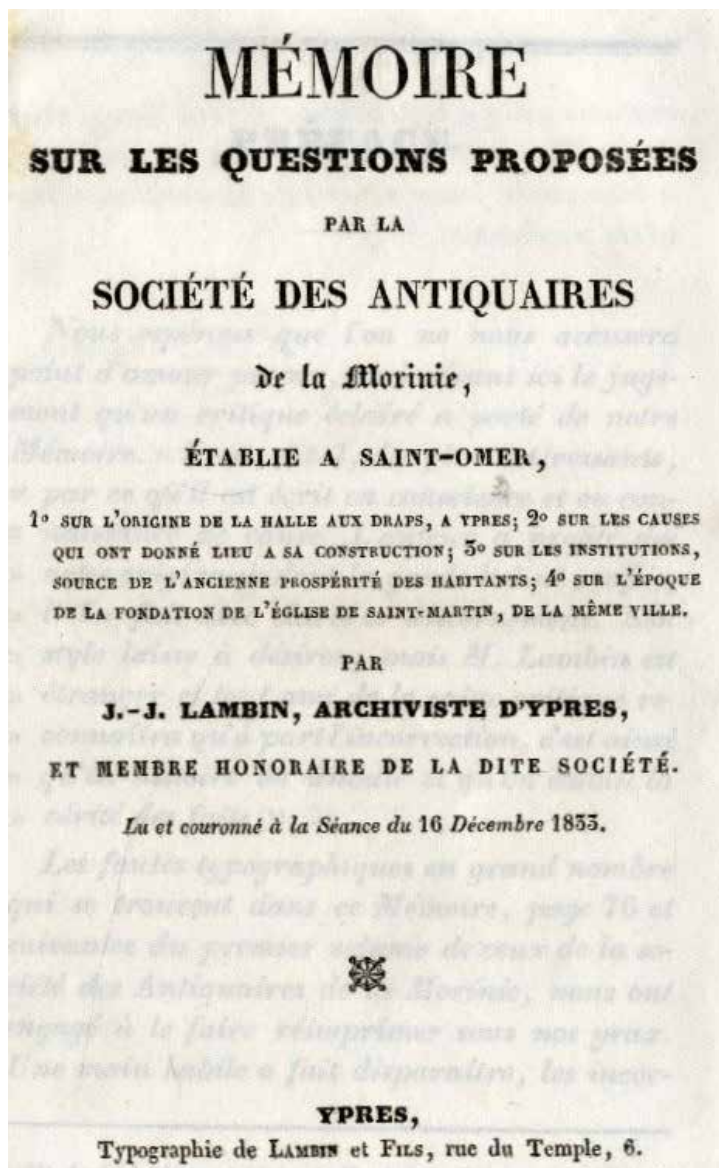 MÉMOIRE
SUR LES QUESTIONS PROPOSÉES
PAR LA
SOCIÉTÉ DES ANTIQUAIRES
de la Morinie,
ÉTABLIE A SAINT-OMER,
1º SUR L'ORIGINE DE LA HALLE AUX DRAPS, A YPRES; 2º SUR LES CAUSES
QUI ONT DONNÉ LIEU A SA CONSTRUCTION; 3º SUR LES INSTITUTIONS,
SOURCE DE L'ANCIENNE PROSPÉRITÉ DES HABITANTS; 4º SUR L'ÉPOQUE
DE LA FONDATION DE L'ÉGLISE DE SAINT-MARTIN, DE LA MÊME VILLE.
PAR
J.-J. LAMBIN, ARCHIVISTE D'YPRES,
ET MEMBRE HONORAIRE DE LA DITE SOCIÉTÉ.
Lu et couronné à la Séance du 16 Décembre 1833.
YPRES,
Typographie de LAMBIN et FILS, rue du Temple, 6.